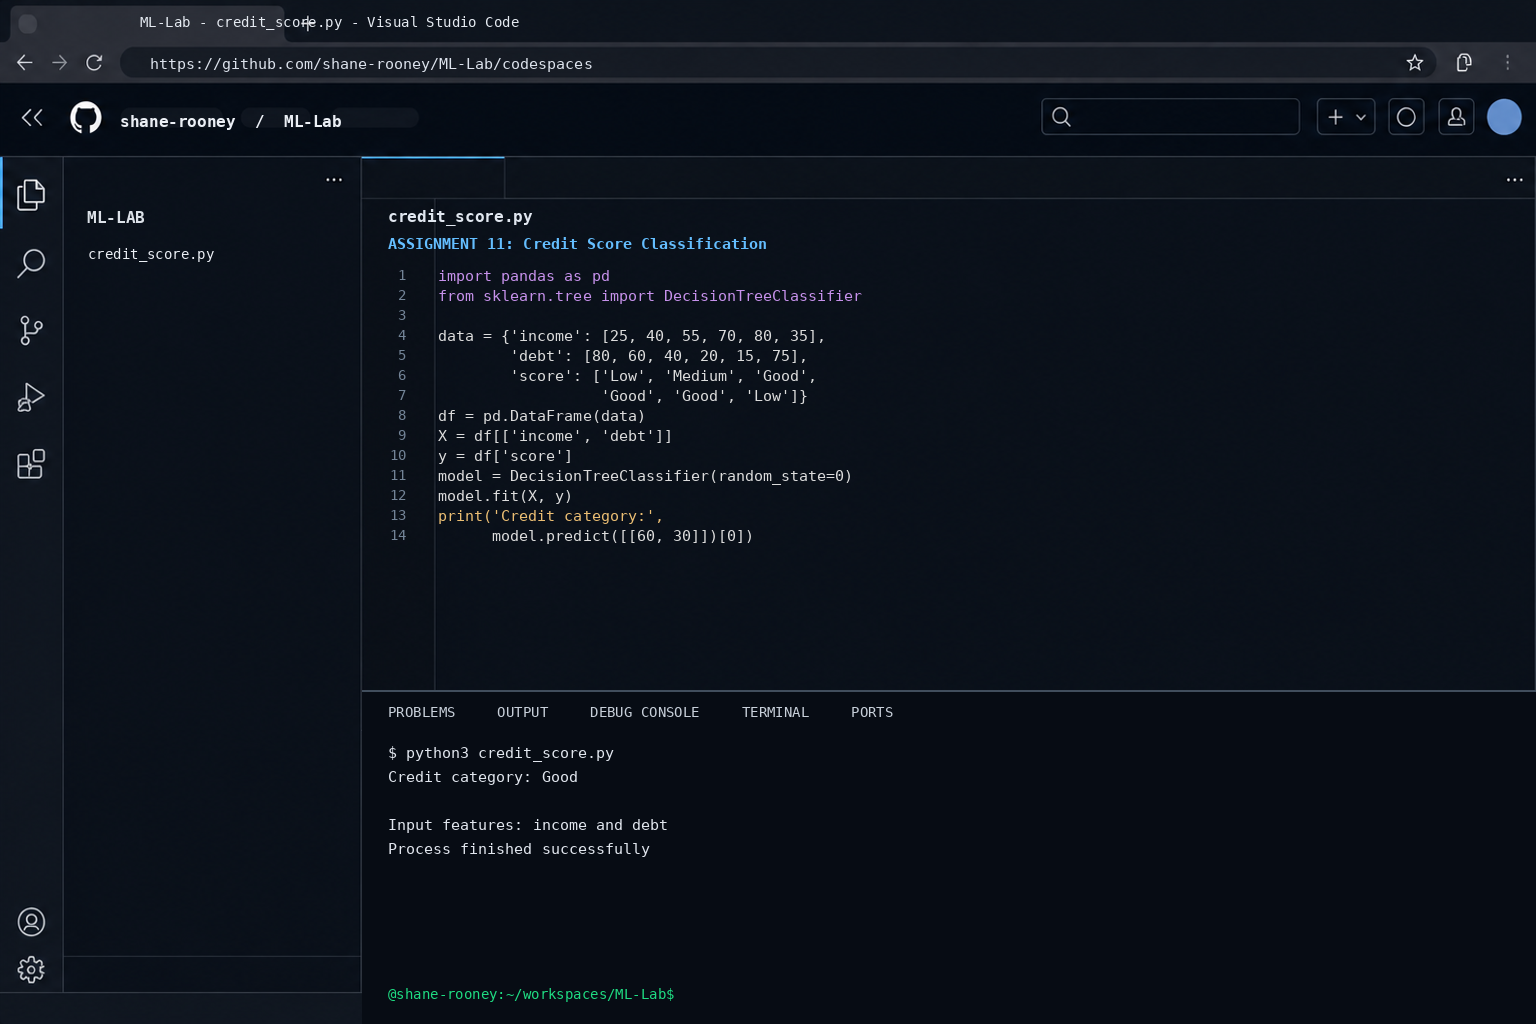 ML-Lab - credit_score.py - Visual Studio Code
https://github.com/shane-rooney/ML-Lab/codespaces
shane-rooney / ML-Lab
ML-LAB
credit_score.py
credit_score.py
ASSIGNMENT 11: Credit Score Classification
1 import pandas as pd
2 from sklearn.tree import DecisionTreeClassifier
3
4 data = {'income': [25, 40, 55, 70, 80, 35],
5         'debt': [80, 60, 40, 20, 15, 75],
6         'score': ['Low', 'Medium', 'Good',
7                   'Good', 'Good', 'Low']}
8 df = pd.DataFrame(data)
9 X = df[['income', 'debt']]
10 y = df['score']
11 model = DecisionTreeClassifier(random_state=0)
12 model.fit(X, y)
13 print('Credit category:',
14       model.predict([[60, 30]])[0])
PROBLEMS OUTPUT DEBUG CONSOLE TERMINAL PORTS
$ python3 credit_score.py
Credit category: Good
Input features: income and debt
Process finished successfully
@shane-rooney:~/workspaces/ML-Lab$